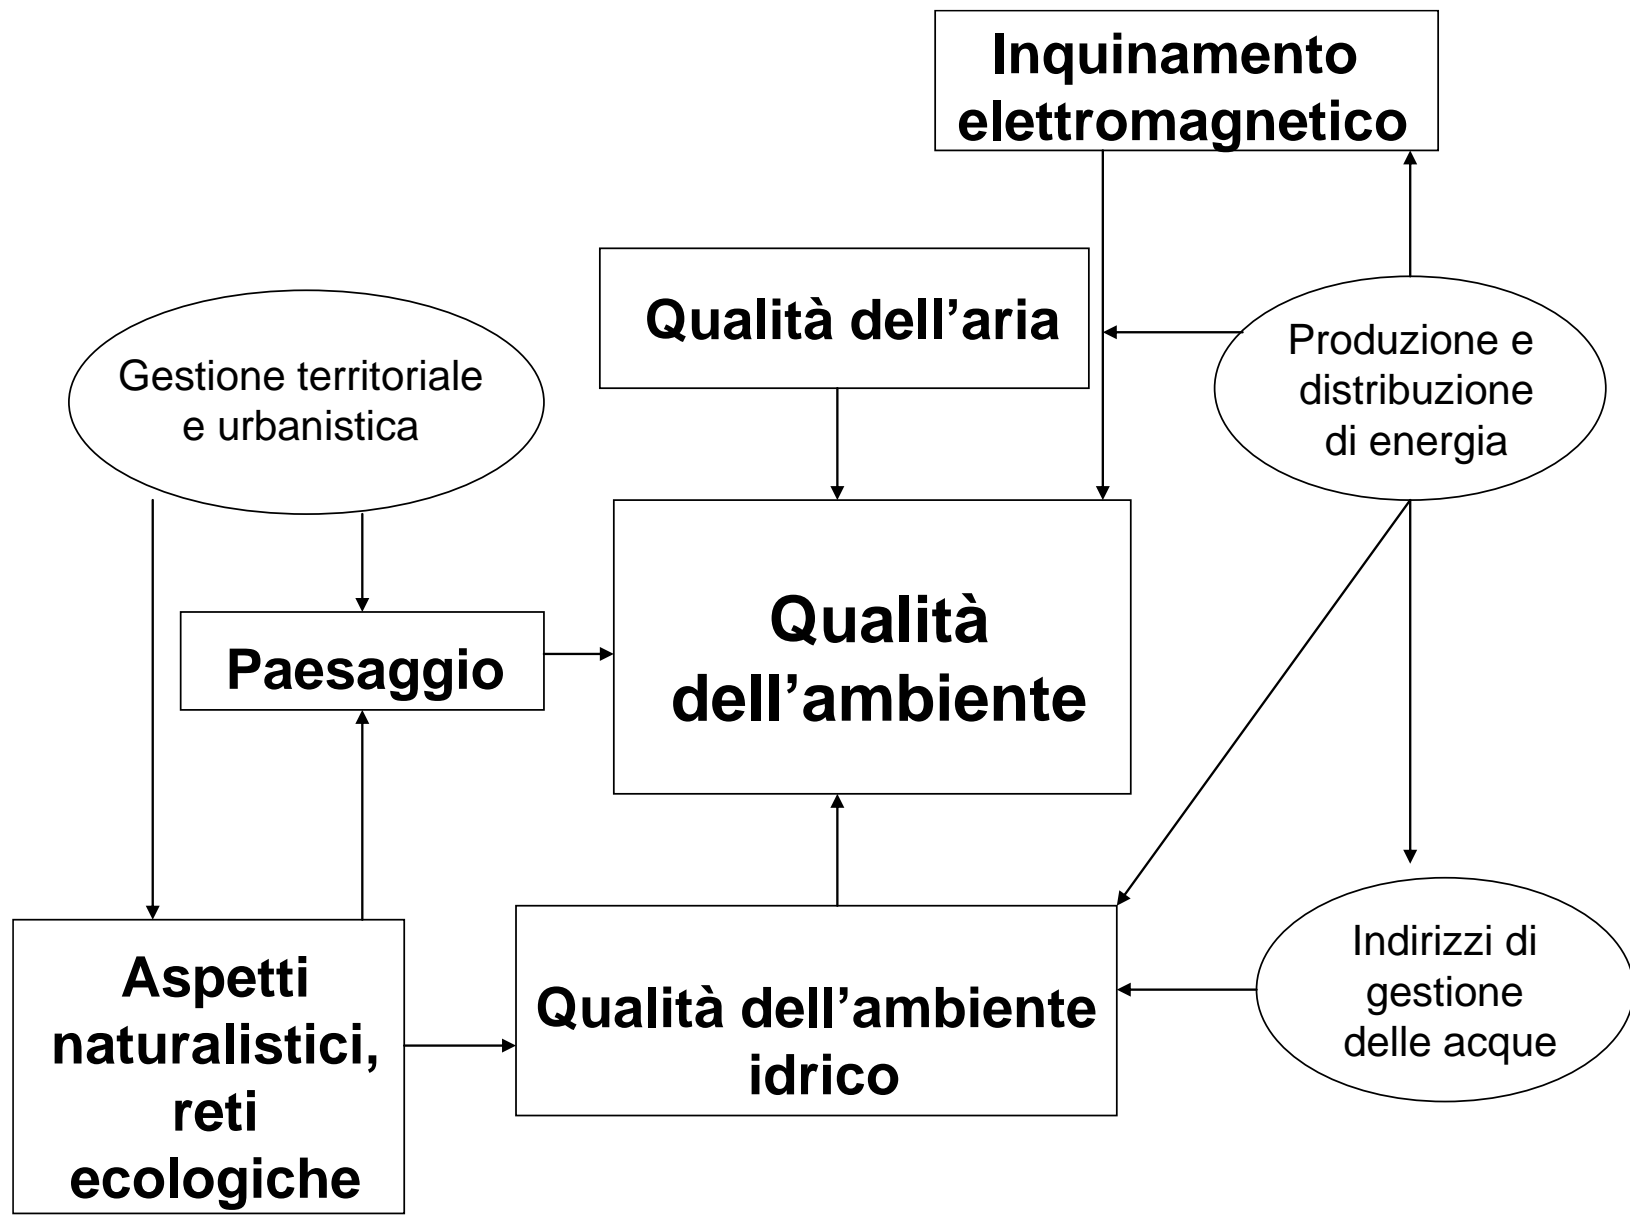 Inquinamento
elettromagnetico
Qualità dell’aria
Produzione e
distribuzione
di energia
Gestione territoriale
e urbanistica
Qualità
dell’ambiente
Paesaggio
Aspetti
naturalistici,
reti
ecologiche
Qualità dell’ambiente
idrico
Indirizzi di
gestione
delle acque